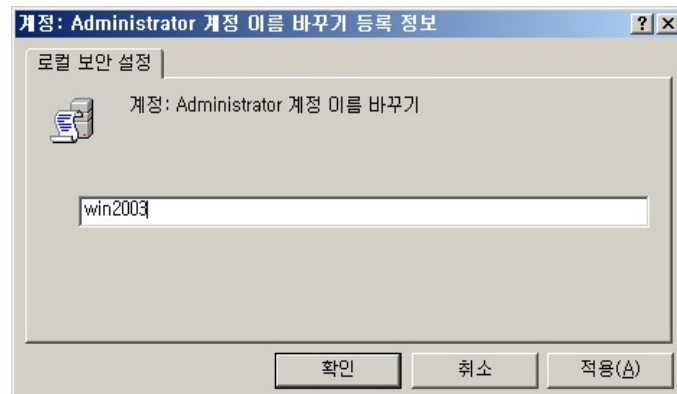 계정: Administrator 계정 이름 바꾸기 등록 정보
로컬 보안 설정
계정: Administrator 계정 이름 바꾸기
win2003
확인 취소 적용(A)